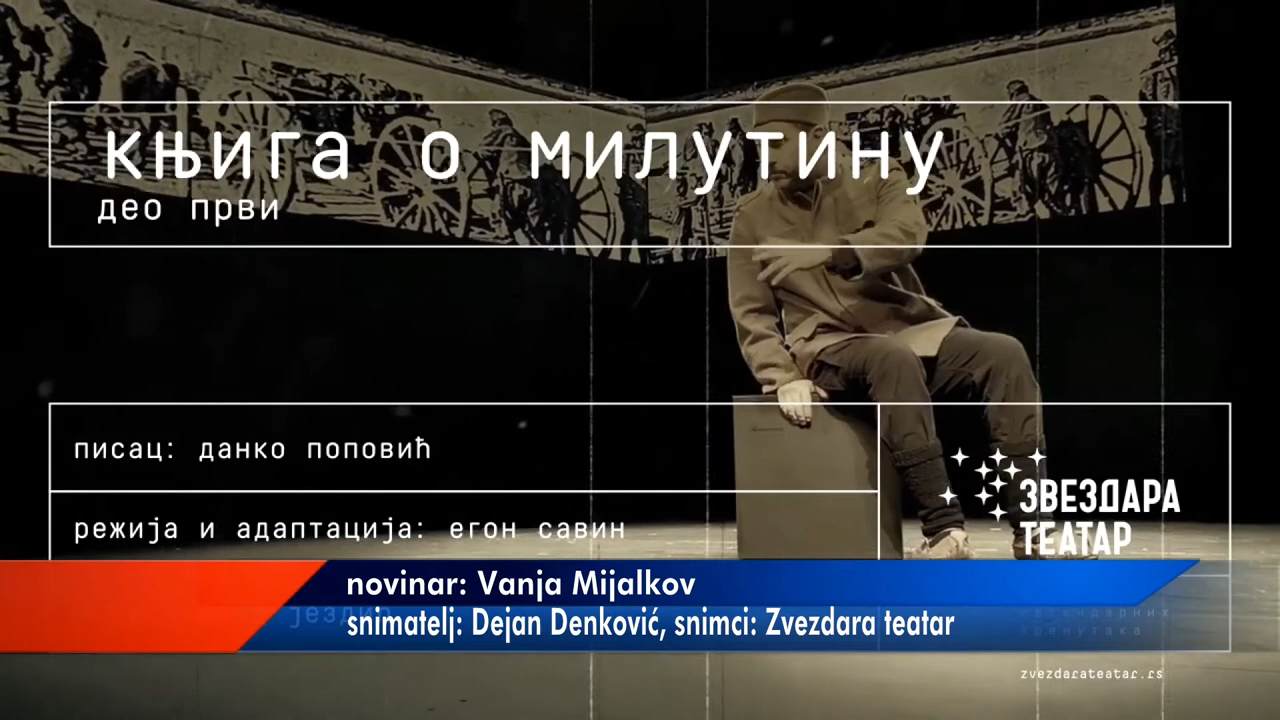 књига о милутину
део први
писац: данко поповић
режија и адаптација: егон савин
ЗВЕЗДАРА
ТЕАТАР
novinar: Vanja Mijalkov
snimatelj: Dejan Denković, snimci: Zvezdara teatar
zvezdarateatar.rs